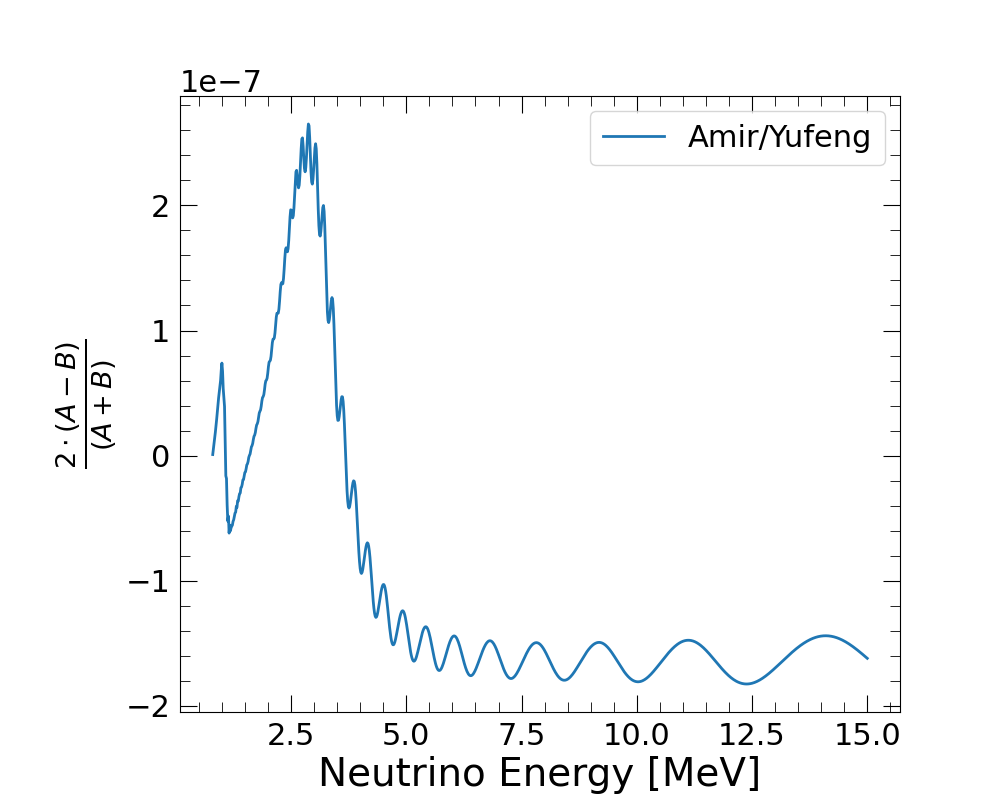 1e−7
Amir/Yufeng
2
1
0
−1
−2
2 · (A − B)
(A + B)
2.5 5.0 7.5 10.0 12.5 15.0
Neutrino Energy [MeV]